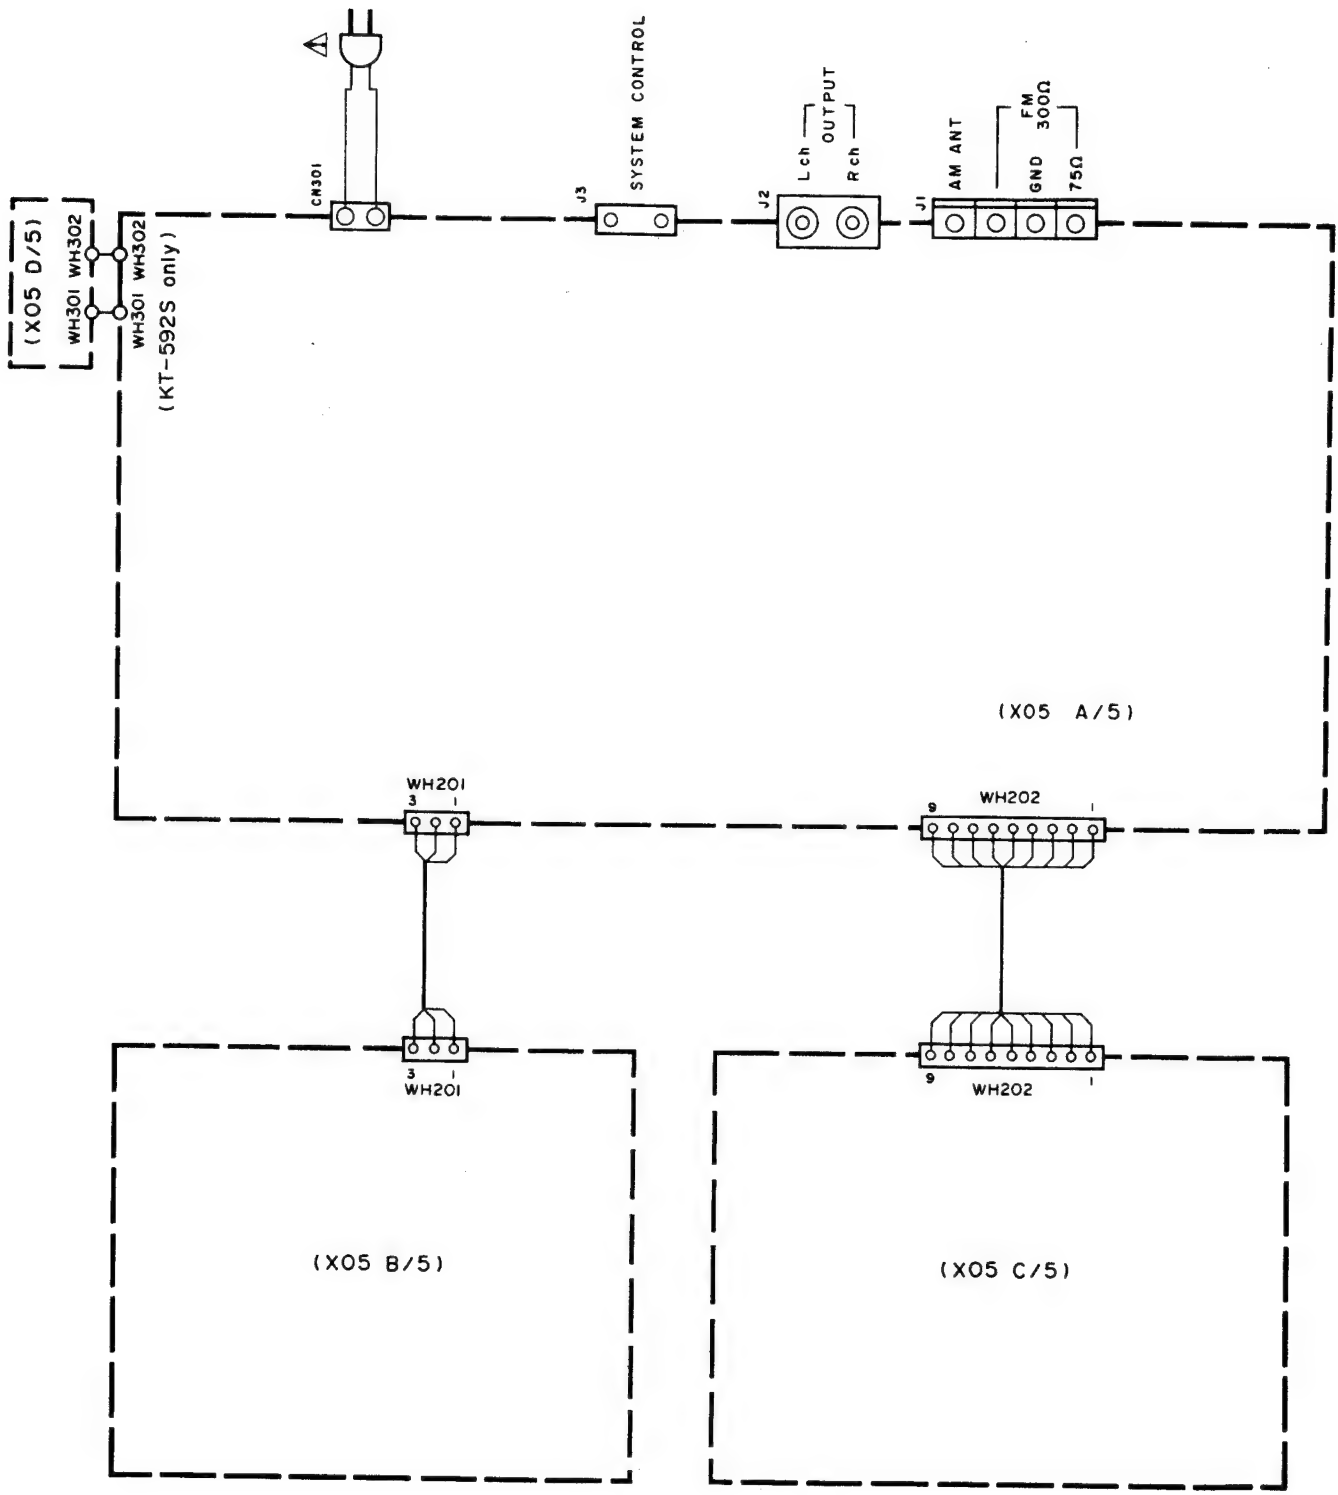 (X05 D/5)
WH301 WH302
WH301 WH302
(KT-592S only)
CN301
J3
SYSTEM CONTROL
J2
Lch
OUTPUT
Rch
J1
AM ANT
FM
300Ω
GND
75Ω
(X05 A/5)
WH201
3 1
WH202
9 1
3 1
WH201
9 1
WH202
(X05 B/5)
(X05 C/5)